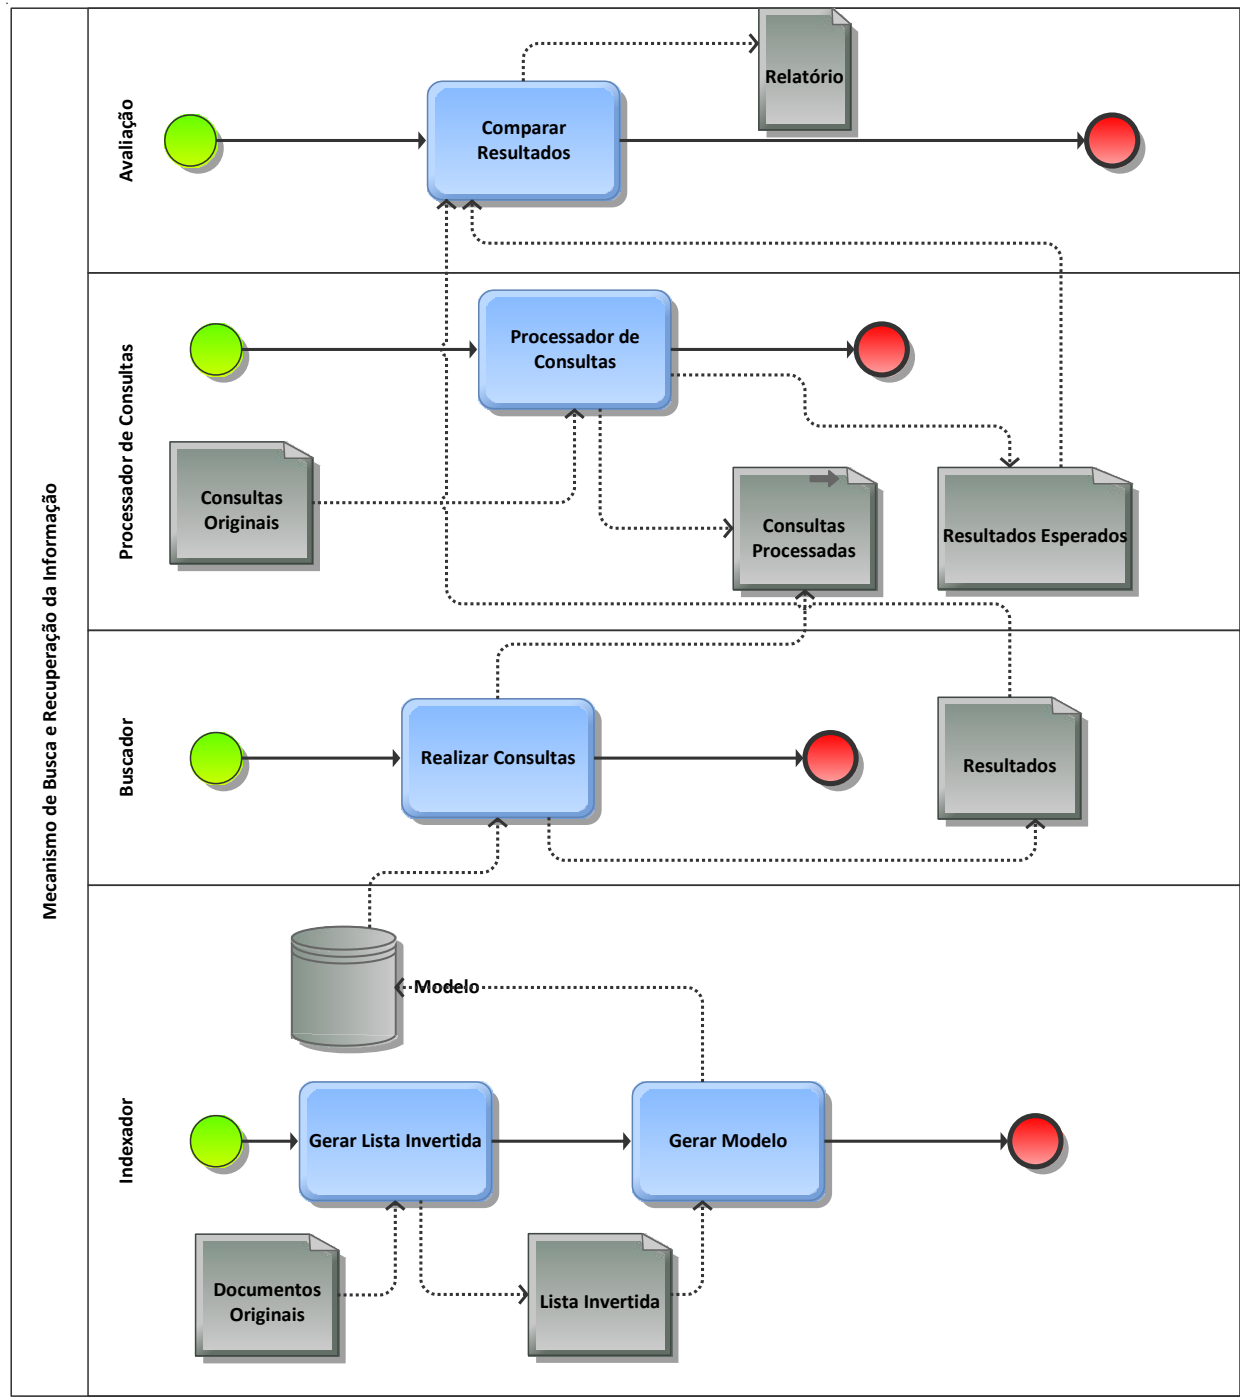 Mecanismo de Busca e Recuperação da Informação
Avaliação
Relatório
Comparar
Resultados
Processador de Consultas
Processador de
Consultas
Consultas
Originais
Consultas
Processadas
Resultados Esperados
Buscador
Realizar Consultas
Resultados
Indexador
Modelo
Gerar Lista Invertida
Gerar Modelo
Documentos
Originais
Lista Invertida